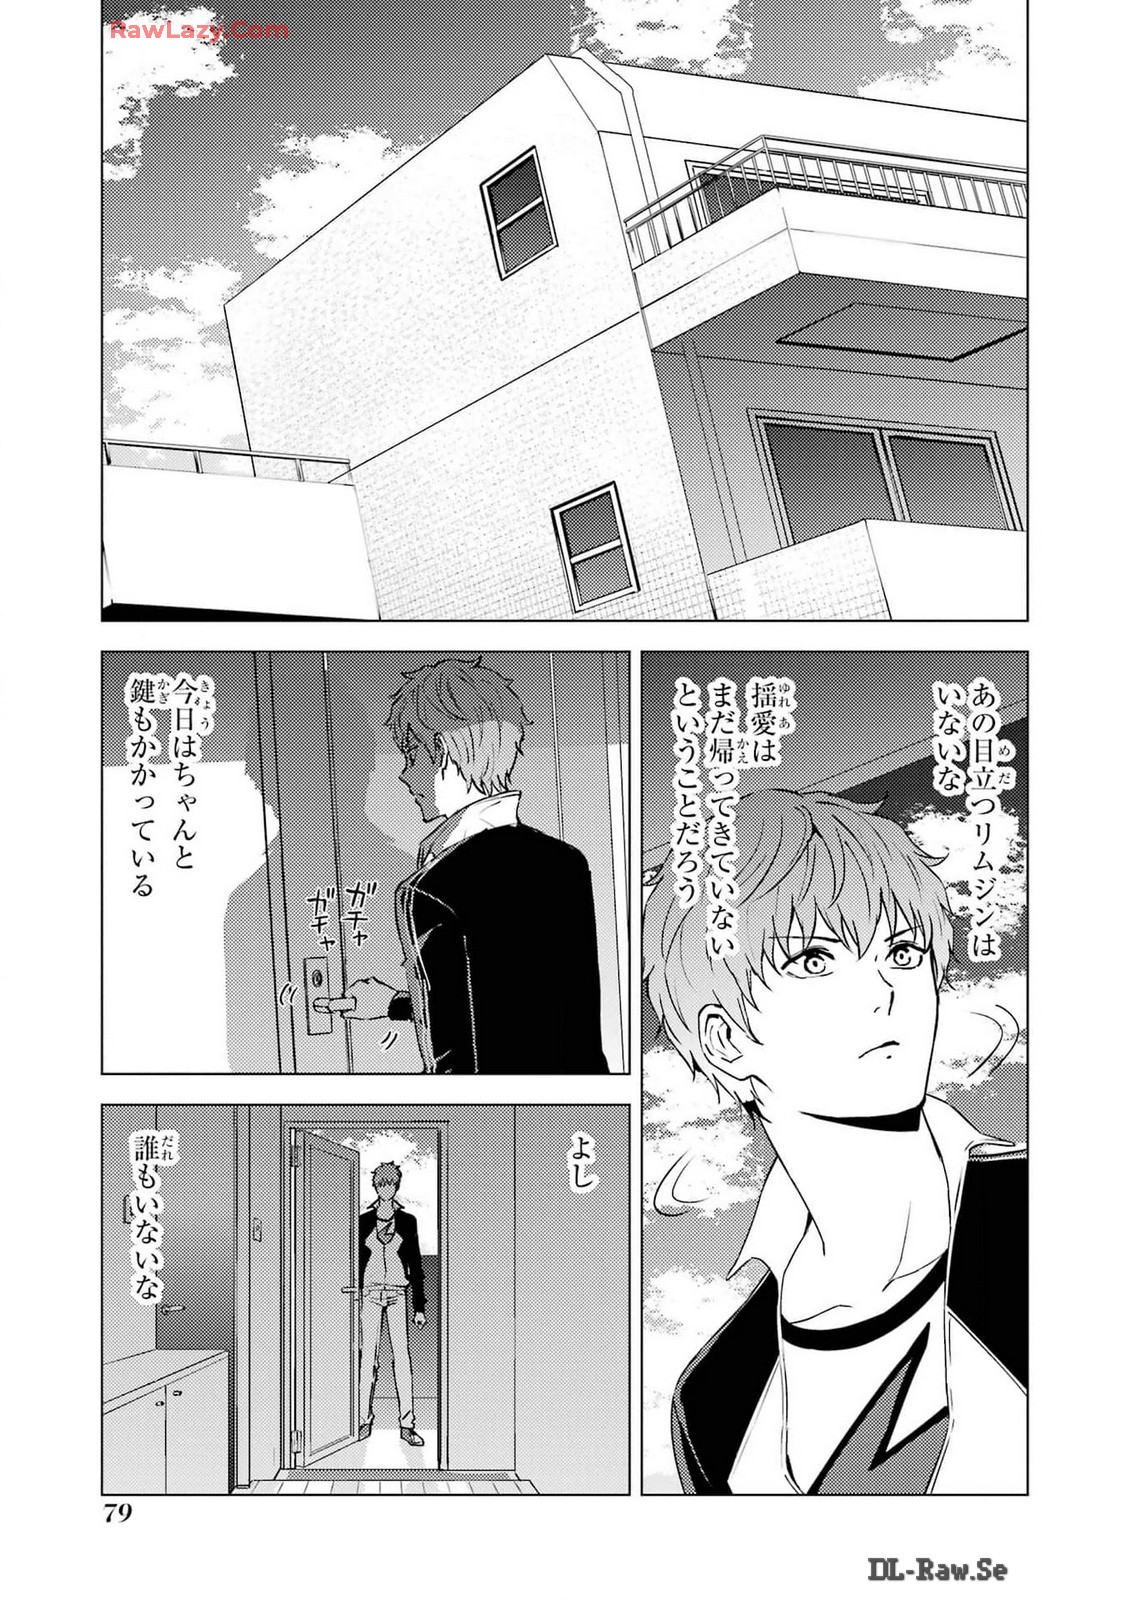 RawLazy.Com
あの目立つリムジンは
いないな
揺愛は
まだ帰ってきていない
ということだろう
今日はちゃんと
鍵もかかっている
ガチャ
ガチャ
よし
誰もいないな
79
DL-Raw.Se